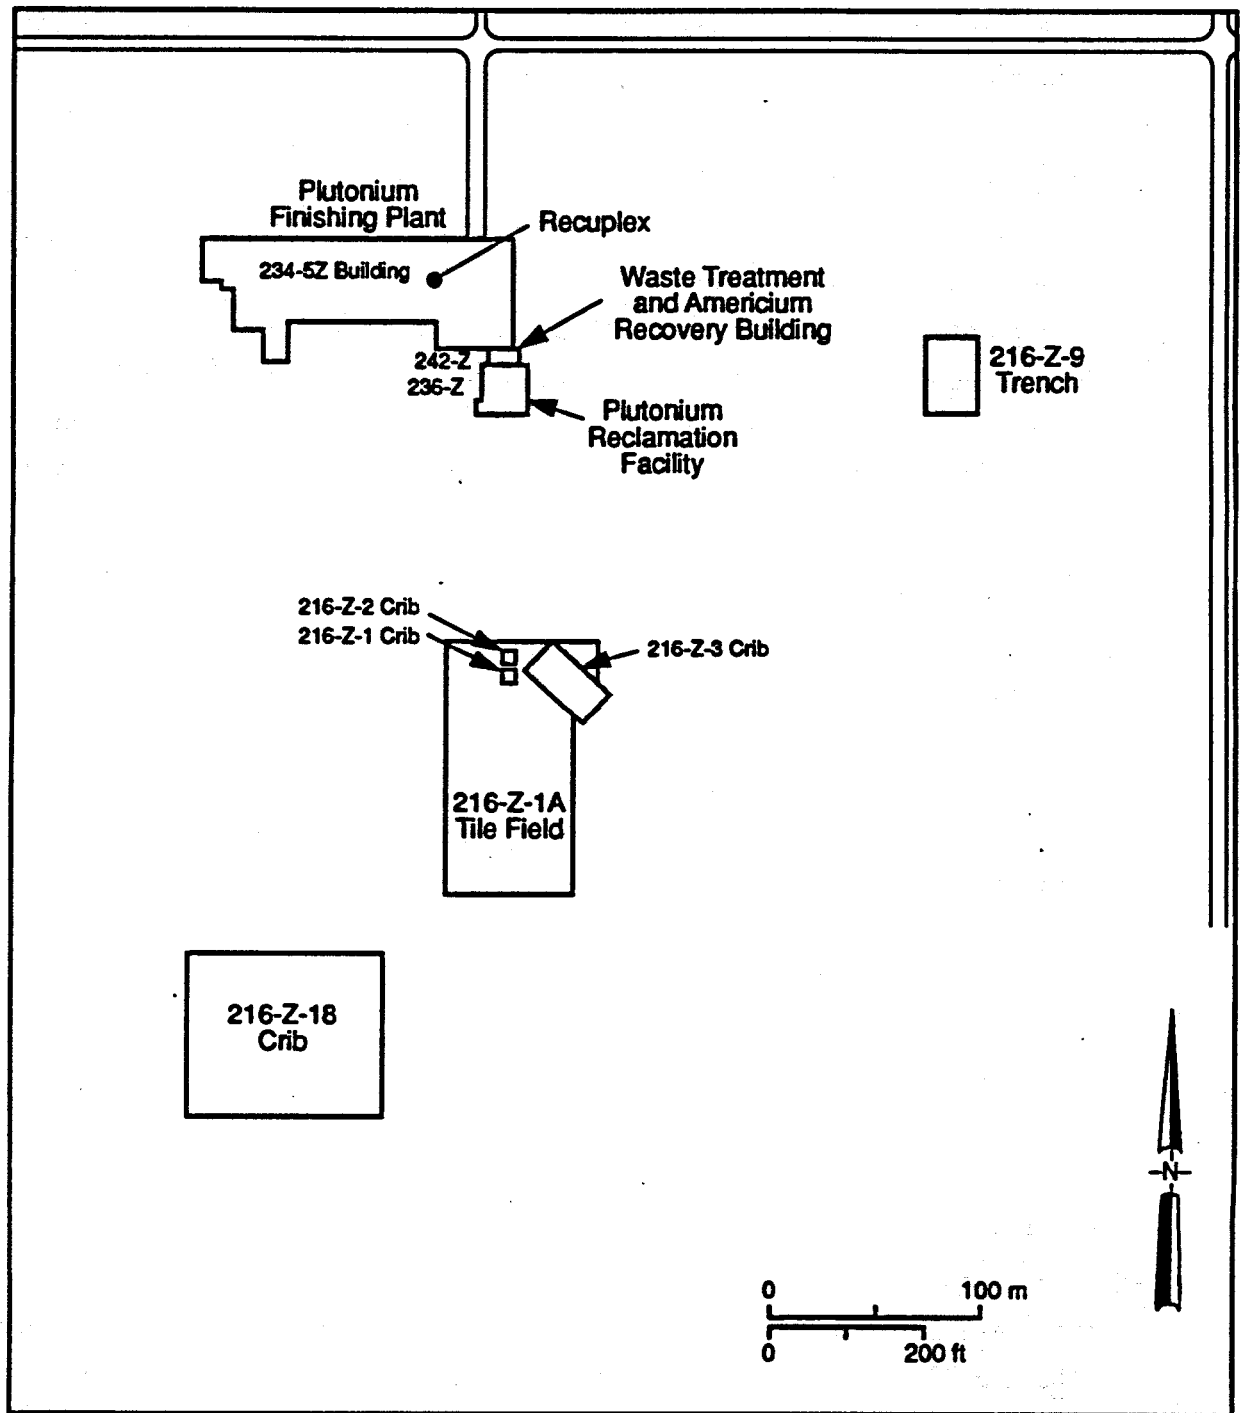 Plutonium
Finishing Plant
Recuplex
234-5Z Building
Waste Treatment
and Americium
Recovery Building
242-Z
236-Z
216-Z-9
Trench
Plutonium
Reclamation
Facility
216-Z-2 Crib
216-Z-1 Crib
216-Z-3 Crib
216-Z-1A
Tile Field
216-Z-18
Crib
N
0 100 m
0 200 ft